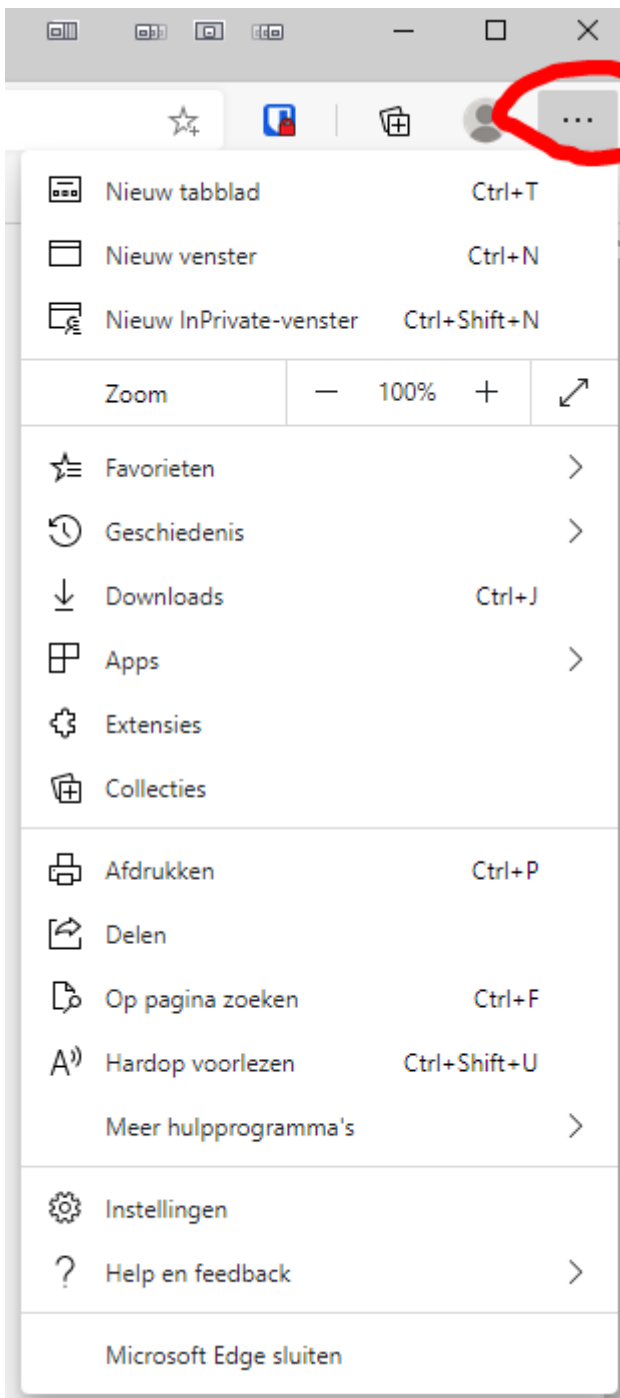 Nieuw tabblad Ctrl+T
Nieuw venster Ctrl+N
Nieuw InPrivate-venster Ctrl+Shift+N
Zoom — 100% +
Favorieten
Geschiedenis
Downloads Ctrl+J
Apps
Extensies
Collecties
Afdrukken Ctrl+P
Delen
Op pagina zoeken Ctrl+F
Hardop voorlezen Ctrl+Shift+U
Meer hulpprogramma's
Instellingen
Help en feedback
Microsoft Edge sluiten